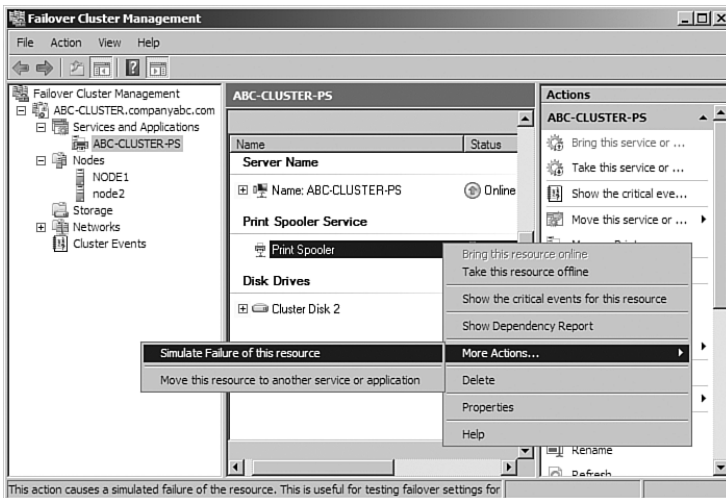 Failover Cluster Management
File Action View Help
Failover Cluster Management
ABC-CLUSTER.companyabc.com
Services and Applications
ABC-CLUSTER-PS
Nodes
NODE1
node2
Storage
Networks
Cluster Events
ABC-CLUSTER-PS
Name Status
Server Name
Name: ABC-CLUSTER-PS Online
Print Spooler Service
Print Spooler
Disk Drives
Cluster Disk 2
Bring this resource online
Take this resource offline
Show the critical events for this resource
Show Dependency Report
More Actions...
Delete
Properties
Help
Simulate Failure of this resource
Move this resource to another service or application
Actions
ABC-CLUSTER-PS
Bring this service or ...
Take this service or ...
Show the critical eve...
Move this service or ...
Rename
Refresh
This action causes a simulated failure of the resource. This is useful for testing failover settings for